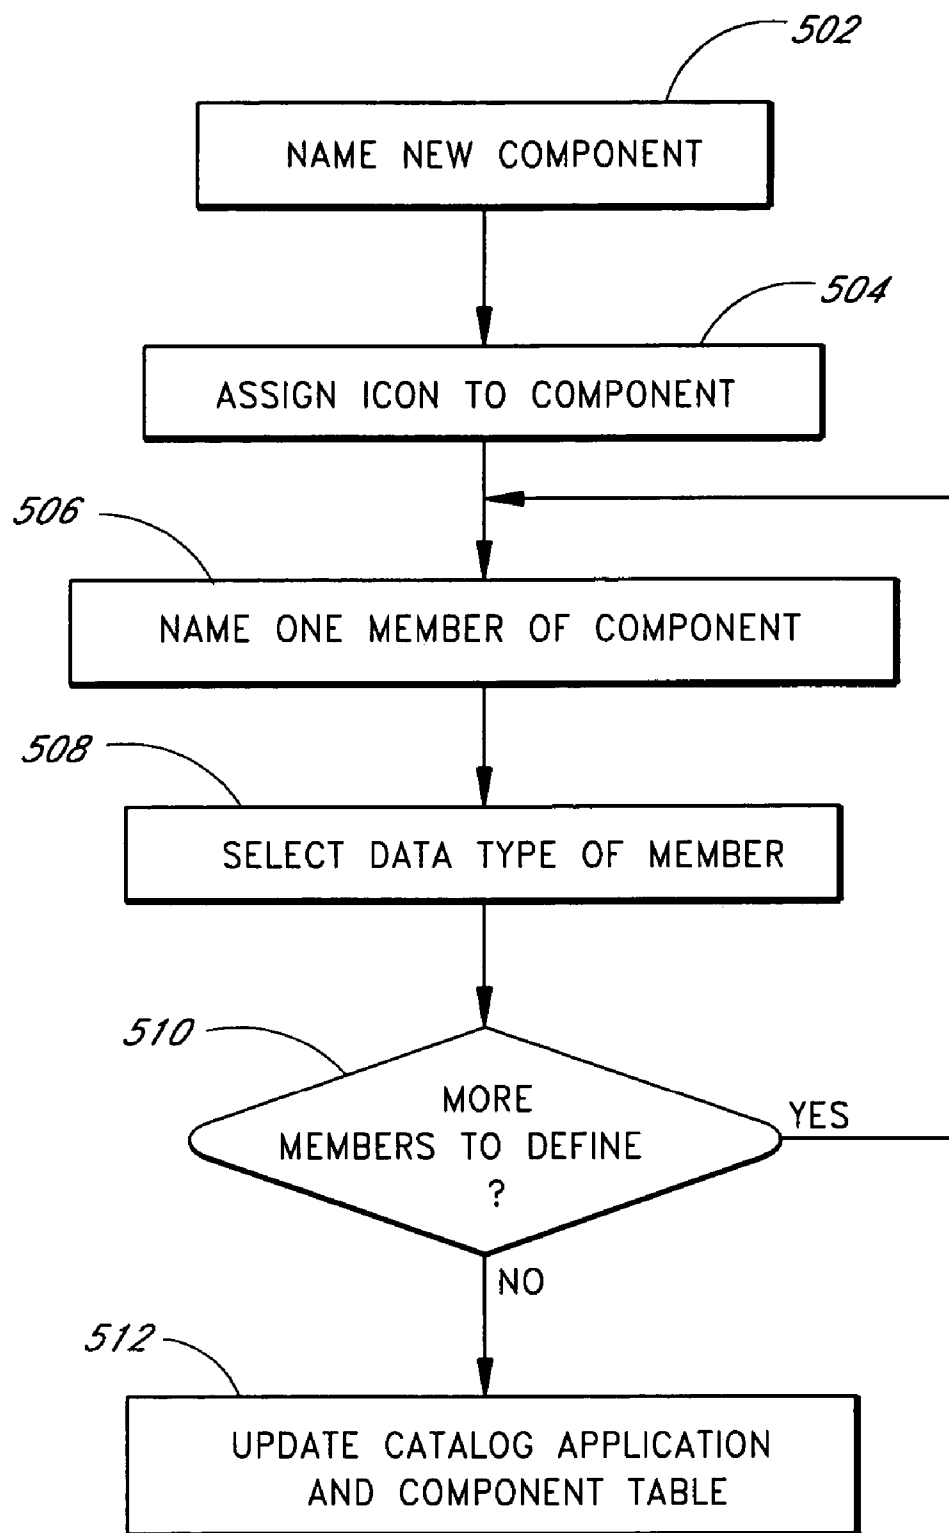 502
NAME NEW COMPONENT
504
ASSIGN ICON TO COMPONENT
506
NAME ONE MEMBER OF COMPONENT
508
SELECT DATA TYPE OF MEMBER
510
MORE
MEMBERS TO DEFINE
?
YES
NO
512
UPDATE CATALOG APPLICATION
AND COMPONENT TABLE